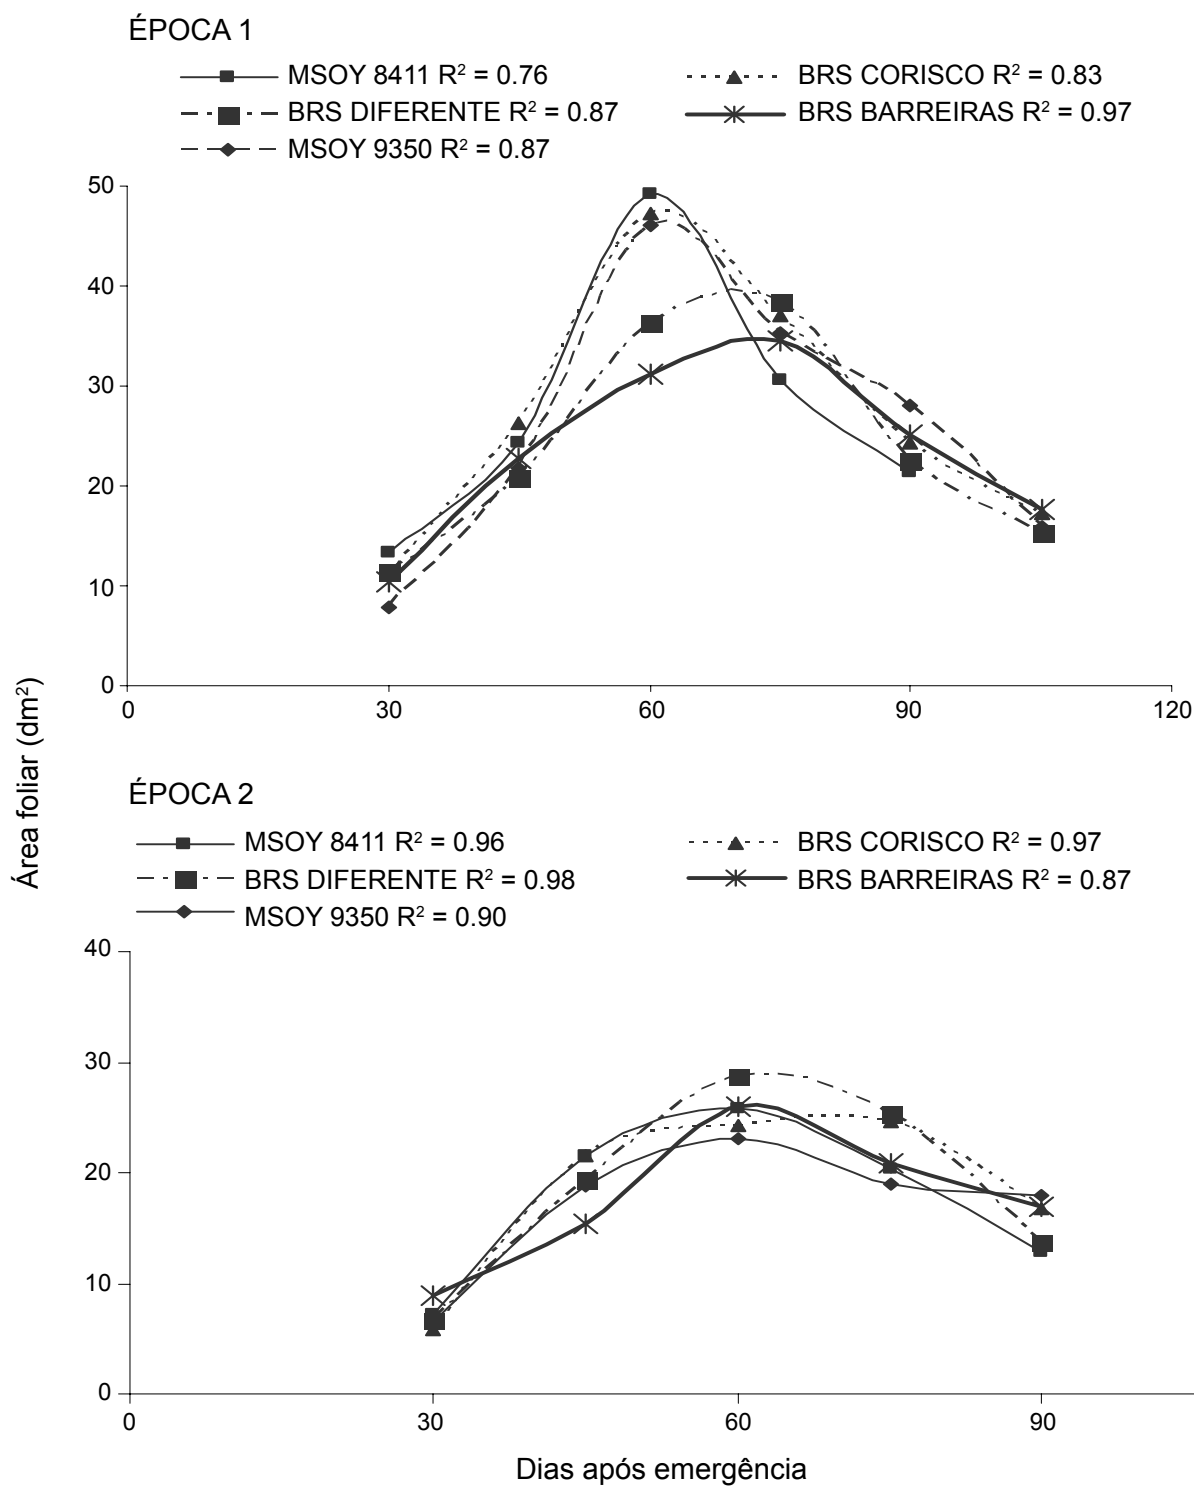 ÉPOCA 1
MSOY 8411 R² = 0.76
BRS CORISCO R² = 0.83
BRS DIFERENTE R² = 0.87
BRS BARREIRAS R² = 0.97
MSOY 9350 R² = 0.87
50
40
30
20
10
0
0 30 60 90 120
Área foliar (dm²)
ÉPOCA 2
MSOY 8411 R² = 0.96
BRS CORISCO R² = 0.97
BRS DIFERENTE R² = 0.98
BRS BARREIRAS R² = 0.87
MSOY 9350 R² = 0.90
40
30
20
10
0
0 30 60 90
Dias após emergência